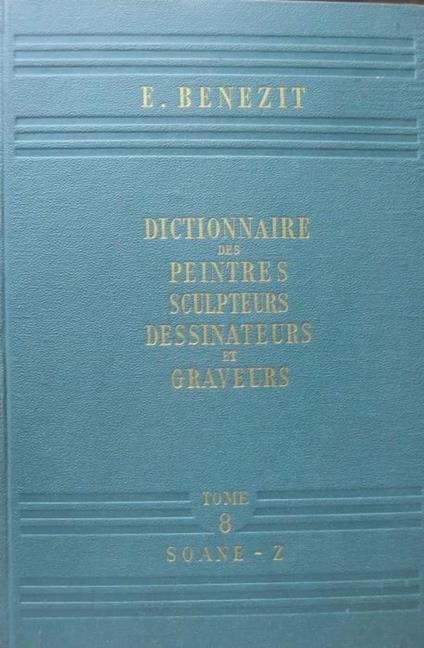 E. BENEZIT
DICTIONNAIRE
DES
PEINTRES
SCULPTEURS
DESSINATEURS
ET
GRAVEURS
TOME
8
SOANE - Z